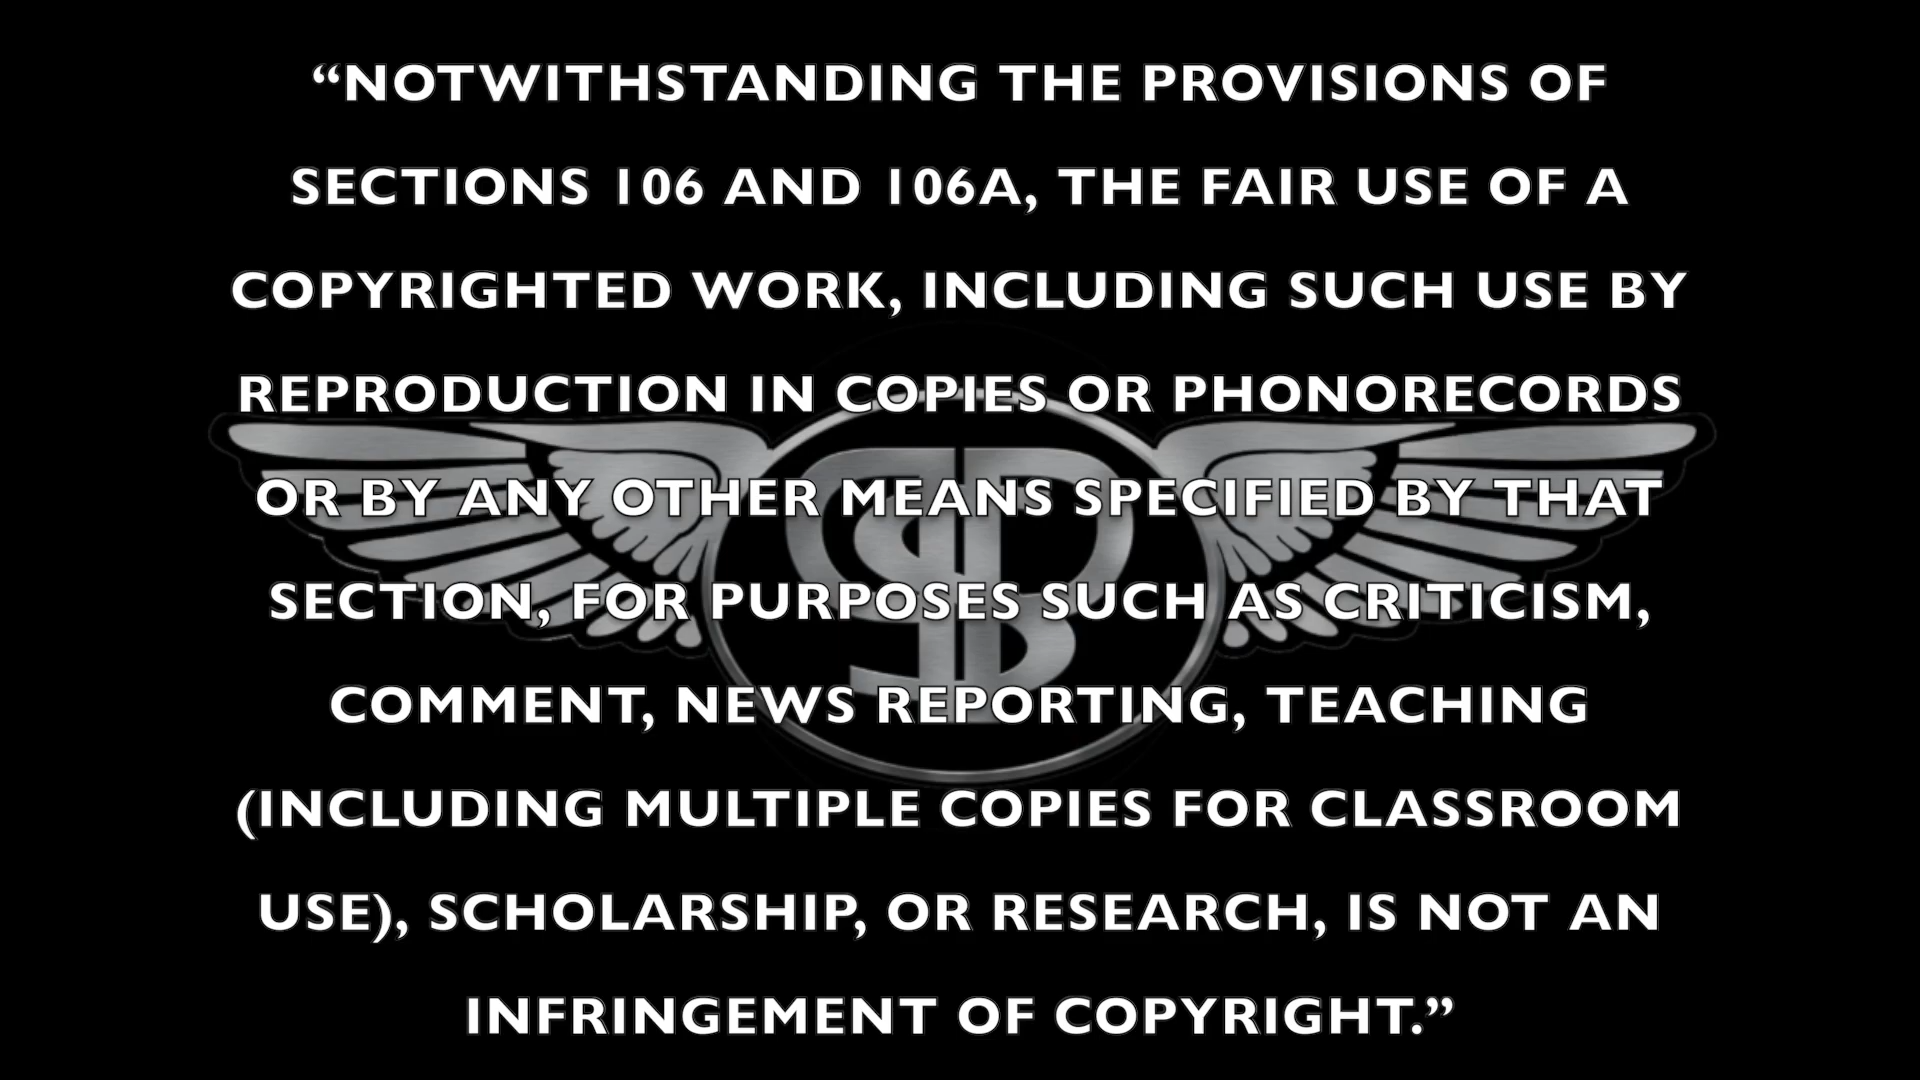 “NOTWITHSTANDING THE PROVISIONS OF
SECTIONS 106 AND 106A, THE FAIR USE OF A
COPYRIGHTED WORK, INCLUDING SUCH USE BY
REPRODUCTION IN COPIES OR PHONORECORDS
OR BY ANY OTHER MEANS SPECIFIED BY THAT
SECTION, FOR PURPOSES SUCH AS CRITICISM,
COMMENT, NEWS REPORTING, TEACHING
(INCLUDING MULTIPLE COPIES FOR CLASSROOM
USE), SCHOLARSHIP, OR RESEARCH, IS NOT AN
INFRINGEMENT OF COPYRIGHT.”